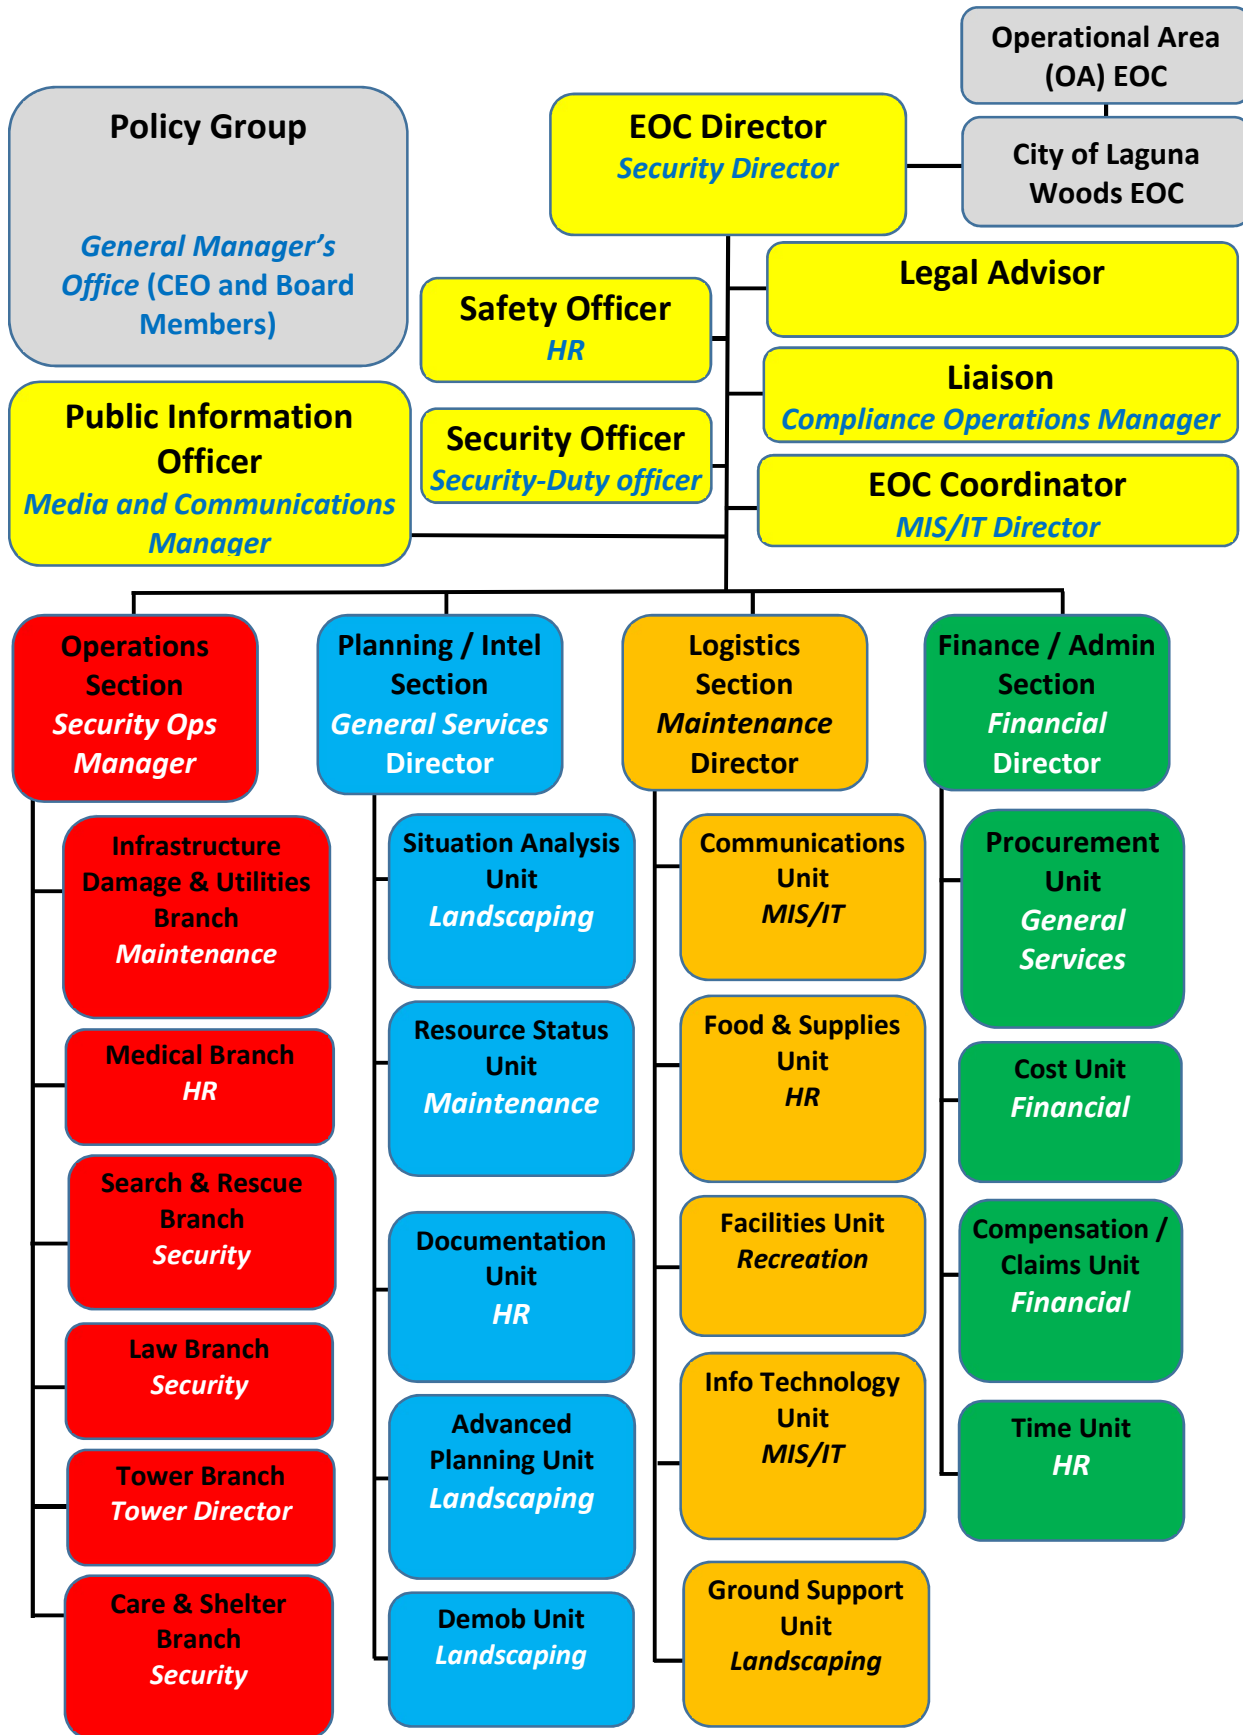 Operational Area
(OA) EOC
Policy Group
General Manager’s
Office (CEO and Board
Members)
EOC Director
Security Director
City of Laguna
Woods EOC
Legal Advisor
Safety Officer
HR
Liaison
Compliance Operations Manager
Public Information
Officer
Media and Communications
Manager
Security Officer
Security-Duty officer
EOC Coordinator
MIS/IT Director
Operations
Section
Security Ops
Manager
Infrastructure
Damage & Utilities
Branch
Maintenance
Medical Branch
HR
Search & Rescue
Branch
Security
Law Branch
Security
Tower Branch
Tower Director
Care & Shelter
Branch
Security
Planning / Intel
Section
General Services
Director
Situation Analysis
Unit
Landscaping
Resource Status
Unit
Maintenance
Documentation
Unit
HR
Advanced
Planning Unit
Landscaping
Demob Unit
Landscaping
Logistics
Section
Maintenance
Director
Communications
Unit
MIS/IT
Food & Supplies
Unit
HR
Facilities Unit
Recreation
Info Technology
Unit
MIS/IT
Ground Support
Unit
Landscaping
Finance / Admin
Section
Financial
Director
Procurement
Unit
General
Services
Cost Unit
Financial
Compensation /
Claims Unit
Financial
Time Unit
HR